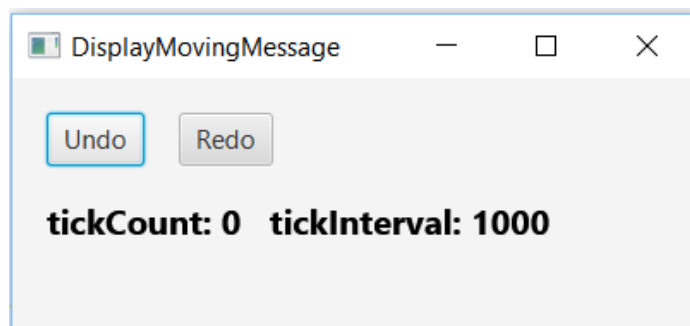 DisplayMovingMessage
Undo Redo
tickCount: 0 tickInterval: 1000